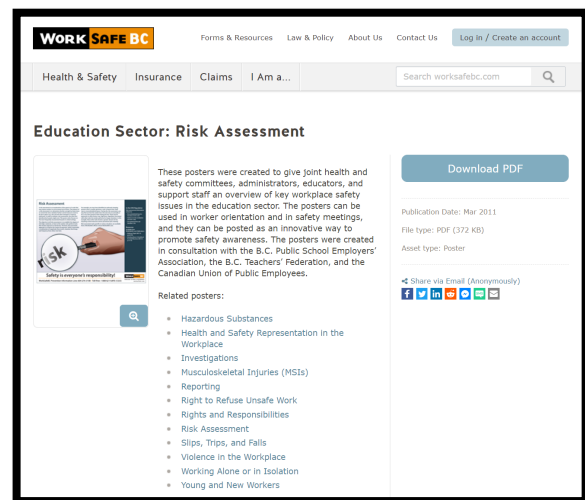 WORK SAFE BC
Forms & Resources Law & Policy About Us Contact Us Log In / Create an account
Health & Safety Insurance Claims I Am a... Search worksafebc.com
Education Sector: Risk Assessment
These posters were created to give joint health and
safety committees, administrators, educators, and
support staff an overview of key workplace safety
issues in the education sector. The posters can be
used in worker orientation and in safety meetings,
and they can be posted as an innovative way to
promote safety awareness. The posters were created
in consultation with the B.C. Public School Employers'
Association, the B.C. Teachers' Federation, and the
Canadian Union of Public Employees.
Related posters:
Hazardous Substances
Health and Safety Representation in the
Workplace
Investigations
Musculoskeletal Injuries (MSIs)
Reporting
Right to Refuse Unsafe Work
Rights and Responsibilities
Risk Assessment
Slips, Trips, and Falls
Violence in the Workplace
Working Alone or in Isolation
Young and New Workers
Risk Assessment
risk
Safety is everyone's responsibility!
Download PDF
Publication Date: Mar 2011
File type: PDF (372 KB)
Asset type: Poster
Share via Email (Anonymously)